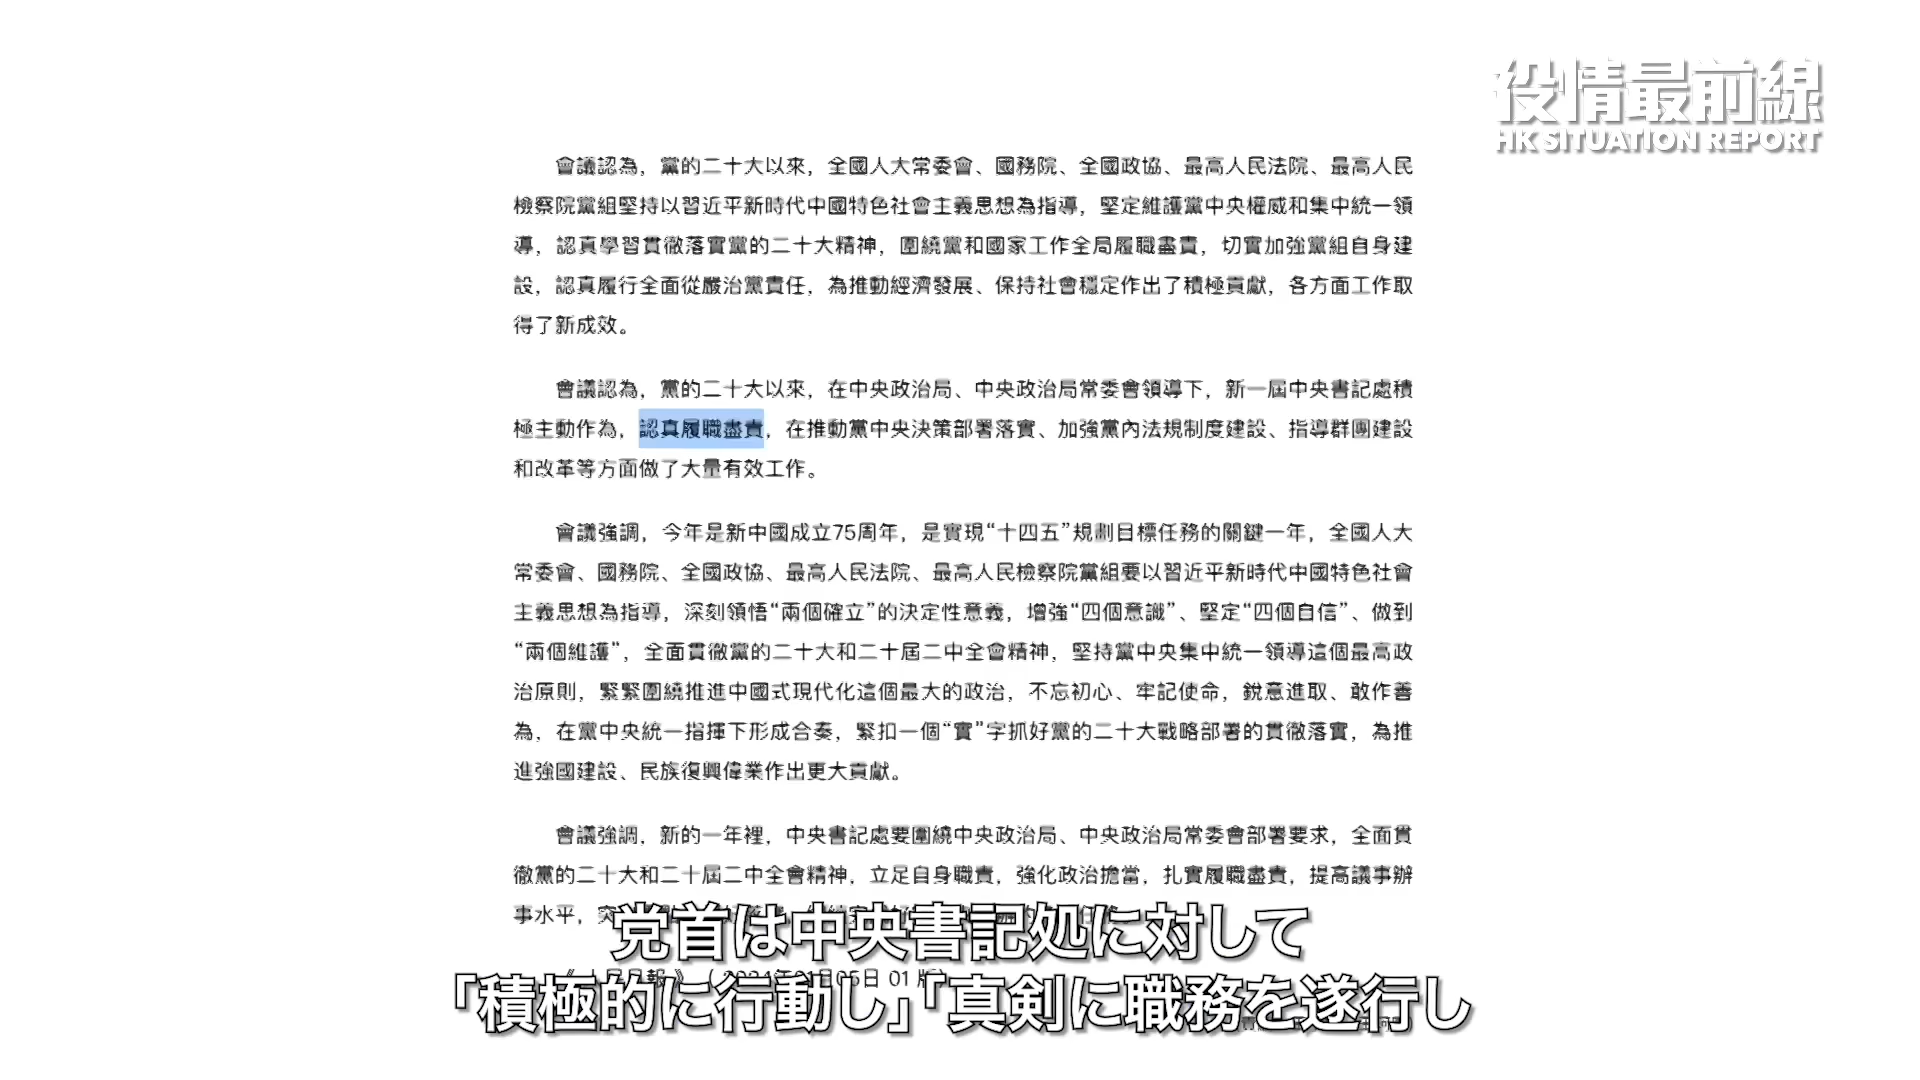 役情最前線
HK SITUATION REPORT
會議認為，黨的二十大以來，全國人大常委會、國務院、全國政協、最高人民法院、最高人民
檢察院黨組堅持以習近平新時代中國特色社會主義思想為指導，堅定維護黨中央權威和集中統一領
導，認真學習貫徹落實黨的二十大精神，圍繞黨和國家工作全局履職盡責，切實加強黨組自身建
設，認真履行全面從嚴治黨責任，為推動經濟發展、保持社會穩定作出了積極貢獻，各方面工作取
得了新成效。
會議認為，黨的二十大以來，在中央政治局、中央政治局常委會領導下，新一屆中央書記處積
極主動作為，認真履職盡責，在推動黨中央決策部署落實、加強黨內法規制度建設、指導群團建設
和改革等方面做了大量有效工作。
會議強調，今年是新中國成立75周年，是實現“十四五”規劃目標任務的關鍵一年，全國人大
常委會、國務院、全國政協、最高人民法院、最高人民檢察院黨組要以習近平新時代中國特色社會
主義思想為指導，深刻領悟“兩個確立”的決定性意義，增強“四個意識”、堅定“四個自信”、做到
“兩個維護”，全面貫徹黨的二十大和二十屆二中全會精神，堅持黨中央集中統一領導這個最高政
治原則，緊緊圍繞推進中國式現代化這個最大的政治，不忘初心、牢記使命，銳意進取、敢作善
為，在黨中央統一指揮下形成合奏，緊扣一個“實”字抓好黨的二十大戰略部署的貫徹落實，為推
進強國建設、民族復興偉業作出更大貢獻。
會議強調，新的一年裡，中央書記處要圍繞中央政治局、中央政治局常委會部署要求，全面貫
徹黨的二十大和二十屆二中全會精神，立足自身職責，強化政治擔當，扎實履職盡責，提高議事辦
事水平，突
《人民日報》（2024年01月05日 01 版）
党首は中央書記処に対して
「積極的に行動し」「真剣に職務を遂行し